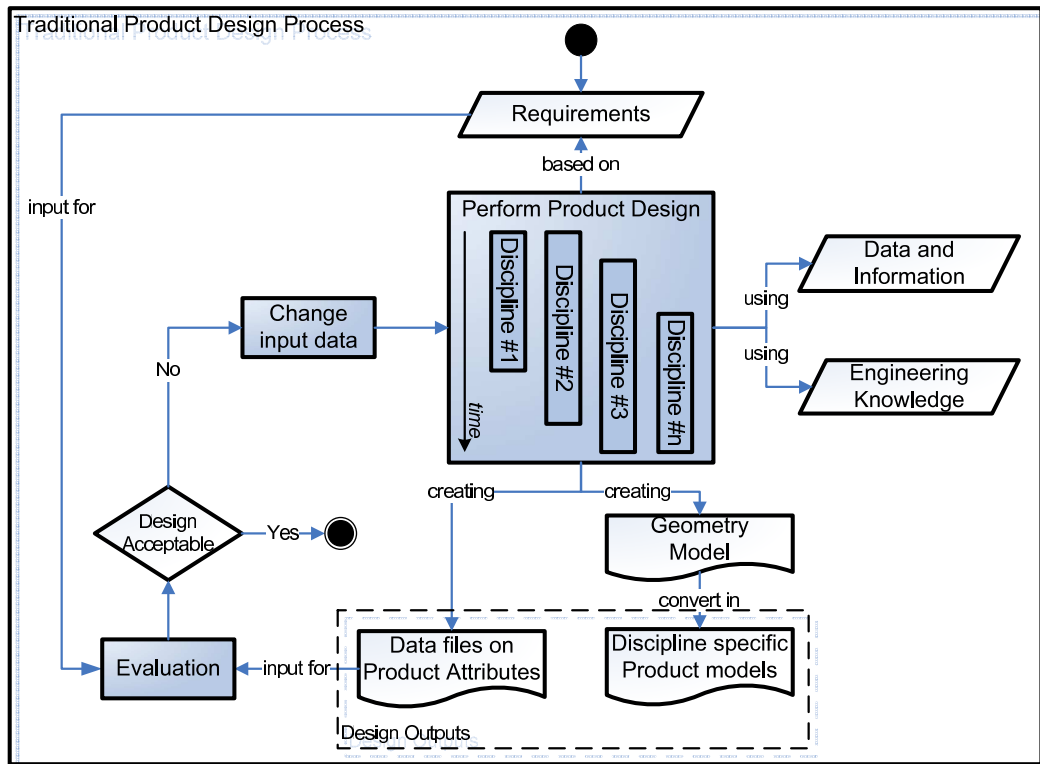 Traditional Product Design Process
Requirements
based on
input for
Perform Product Design
Discipline #1
Discipline #2
Discipline #3
Discipline #n
time
Data and
Information
using
using
Engineering
Knowledge
Change
input data
No
creating
creating
Design
Acceptable
Yes
Geometry
Model
convert in
Evaluation
input for
Data files on
Product Attributes
Discipline specific
Product models
Design Outputs